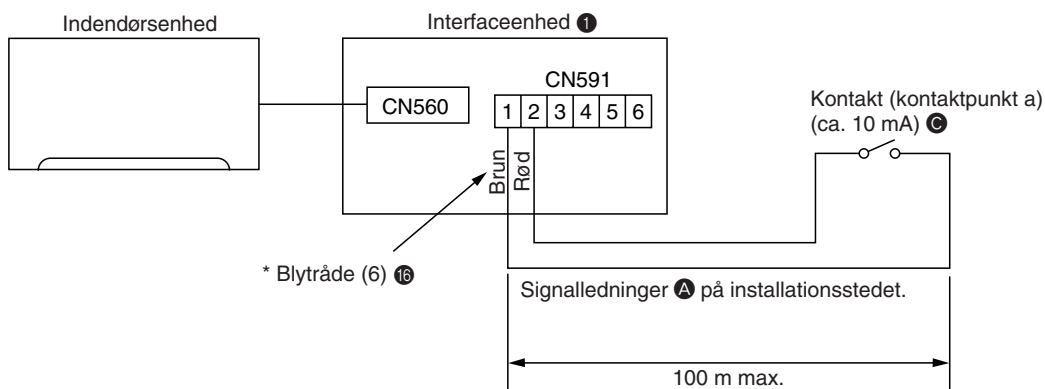 Indendørsenhed
Interfaceenhed ❶
CN560
CN591
1 2 3 4 5 6
Brun
Rød
Kontakt (kontaktpunkt a)
(ca. 10 mA) 🅒
* Blytråde (6) ⓰
Signalledninger 🅐 på installationsstedet.
100 m max.